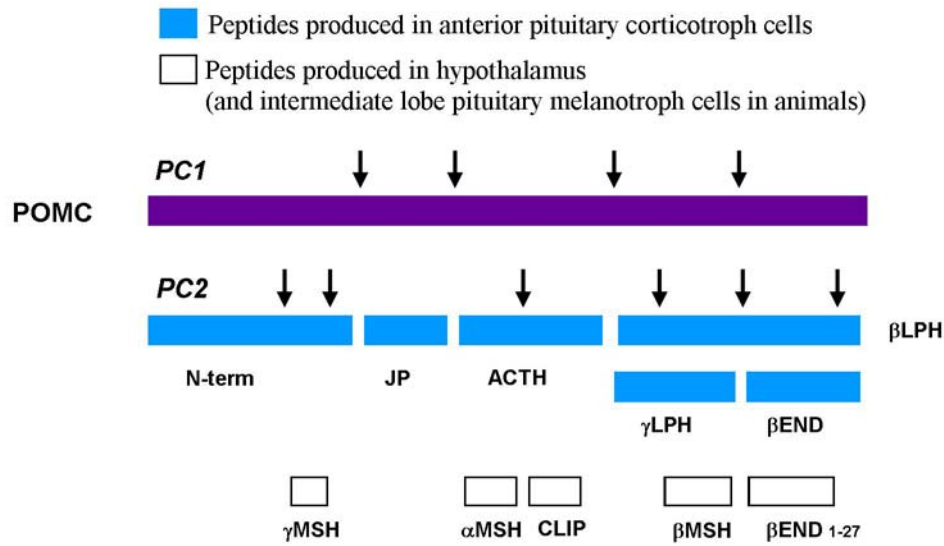 Peptides produced in anterior pituitary corticotroph cells
Peptides produced in hypothalamus
(and intermediate lobe pituitary melanotroph cells in animals)
PC1
POMC
PC2
βLPH
N-term JP ACTH
γLPH βEND
γMSH αMSH CLIP βMSH βEND 1-27